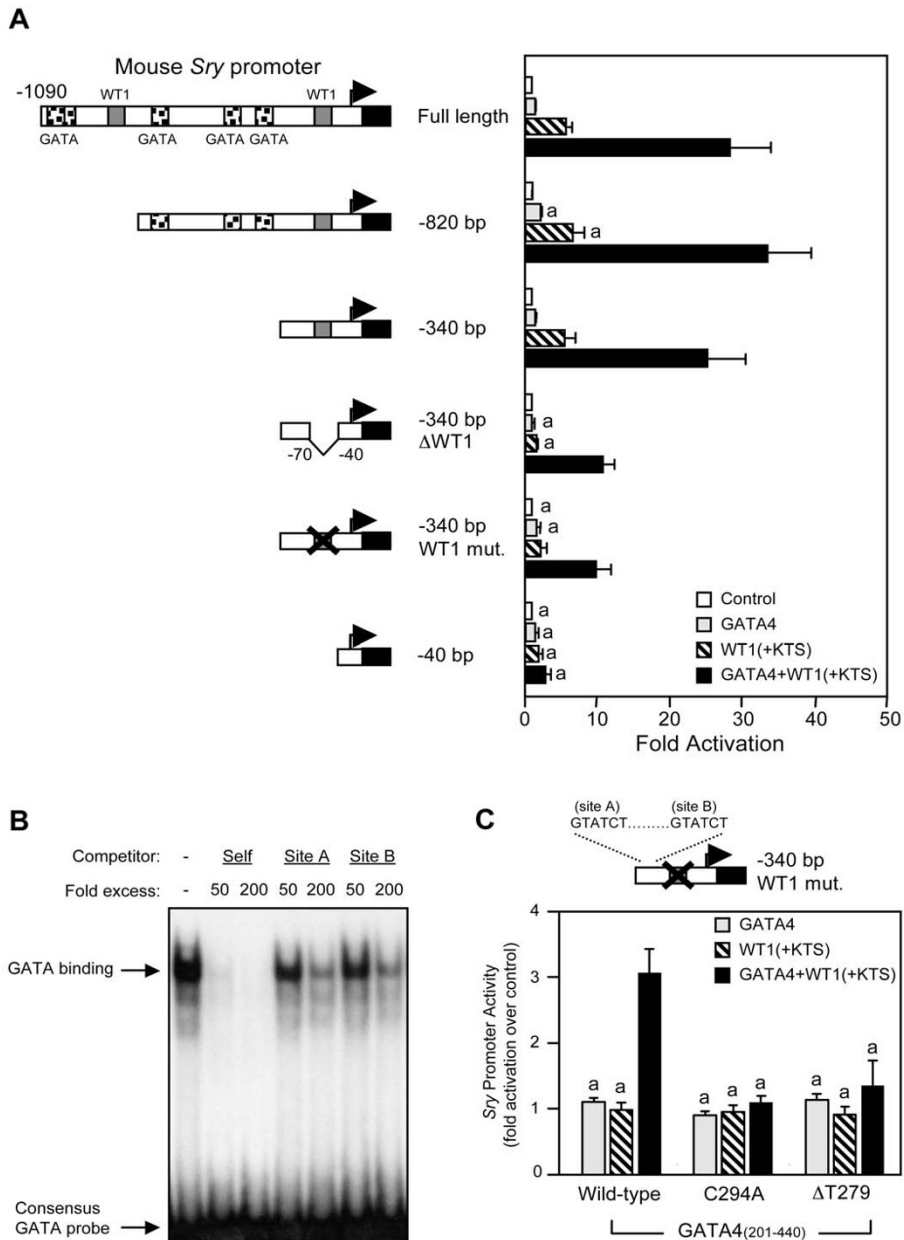 A
Mouse Sry promoter
-1090
WT1
WT1
GATA
GATA
GATA
GATA
Full length
-820 bp
a
a
-340 bp
-70
-40
-340 bp
ΔWT1
a
a
-340 bp
WT1 mut.
a
a
-40 bp
a
a
a
a
Control
GATA4
WT1(+KTS)
GATA4+WT1(+KTS)
0
10
20
30
40
50
Fold Activation
B
Competitor: - Self Site A Site B
Fold excess: - 50 200 50 200 50 200
GATA binding
Consensus
GATA probe
C
(site A) (site B)
GTATCT.........GTATCT
-340 bp
WT1 mut.
GATA4
WT1(+KTS)
GATA4+WT1(+KTS)
Sry Promoter Activity
(fold activation over control)
4
3
2
1
0
a a
a a a
a a a
Wild-type C294A ΔT279
GATA4(201-440)